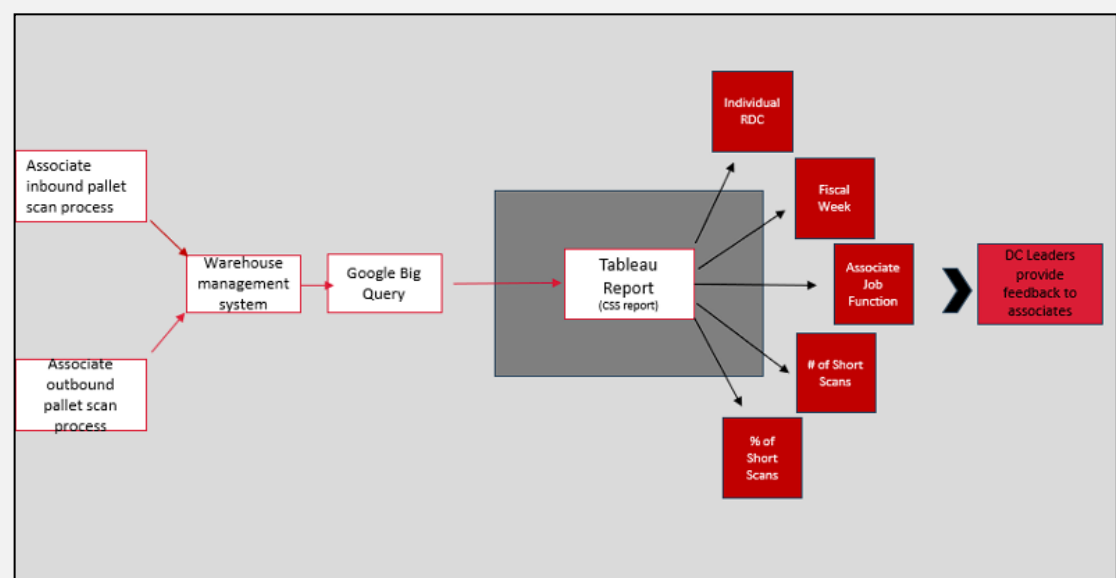 Associate
inbound pallet
scan process
Associate
outbound
pallet scan
process
Warehouse
management
system
Google Big
Query
Tableau
Report
(CSS report)
Individual
RDC
Fiscal
Week
Associate
Job
Function
# of Short
Scans
% of
Short
Scans
DC Leaders
provide
feedback to
associates